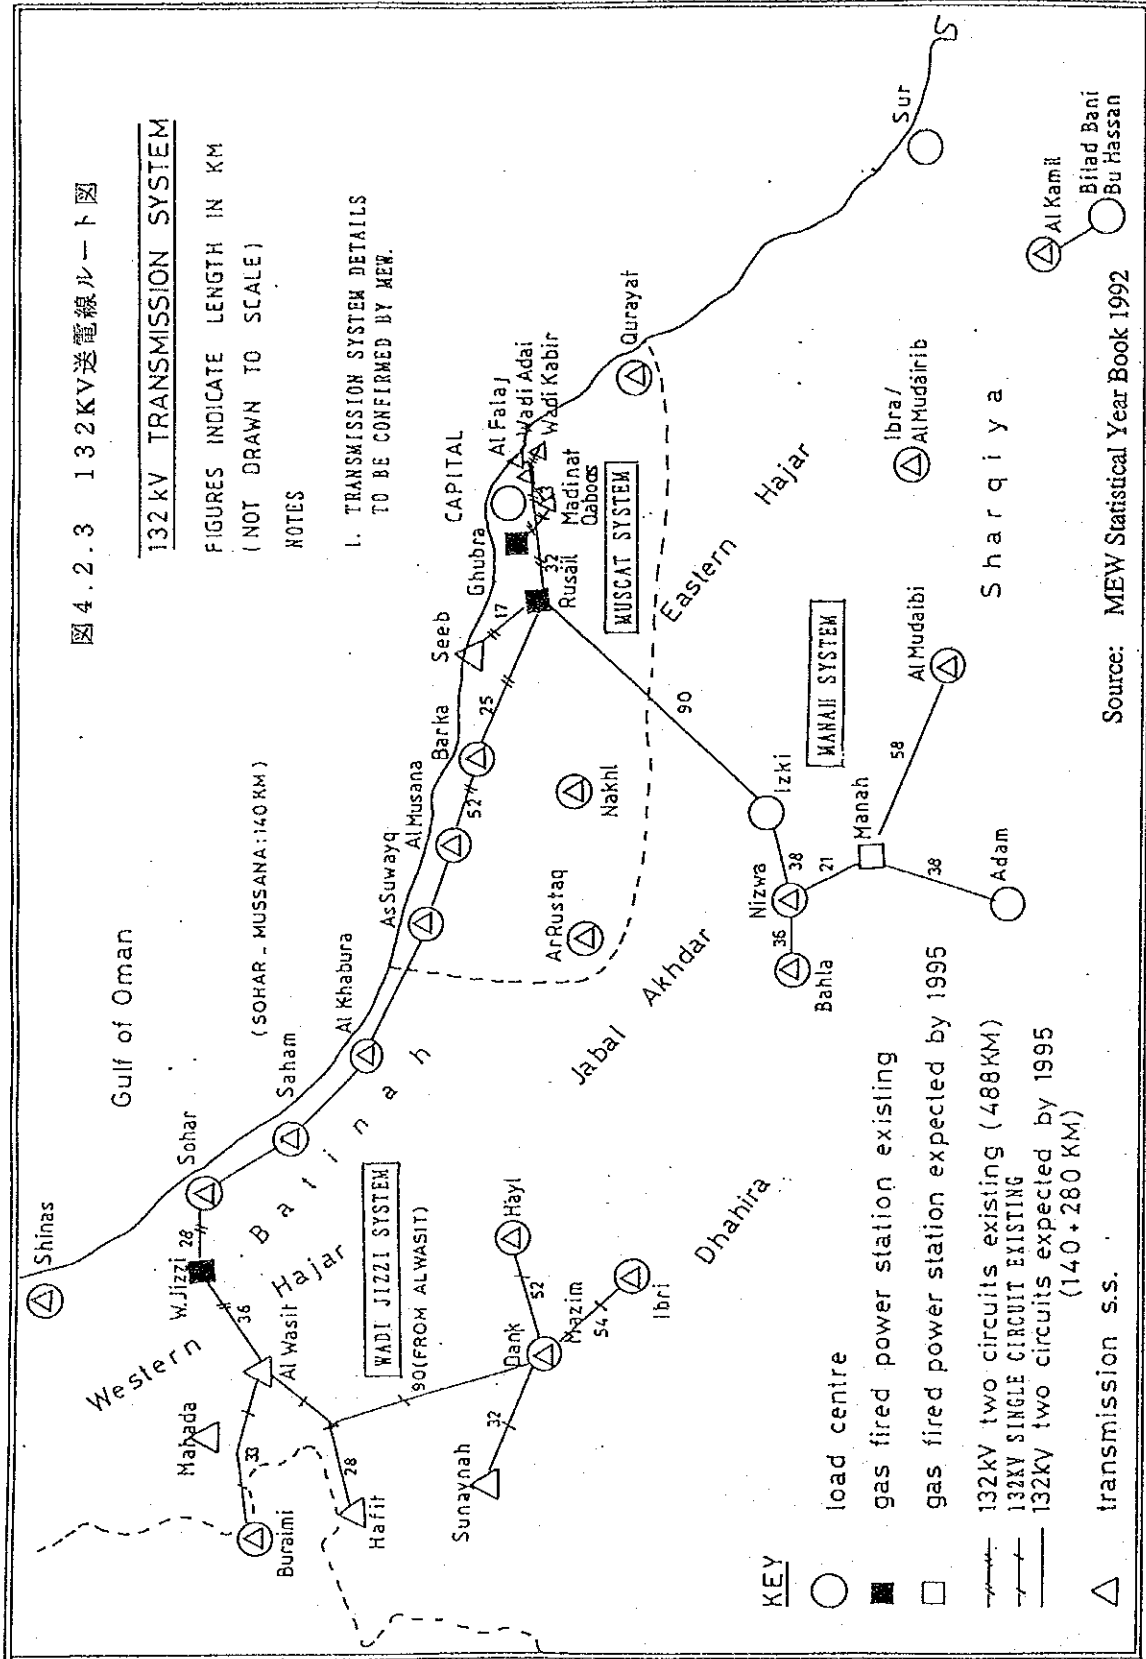 図4.2.3 132KV送電線ルート図
132 kV TRANSMISSION SYSTEM
FIGURES INDICATE LENGTH IN KM
(NOT DRAWN TO SCALE)
NOTES
1. TRANSMISSION SYSTEM DETAILS
TO BE CONFIRMED BY MEW.
Gulf of Oman
(SOHAR _ MUSSANA:140KM)
Shinas
Sohar
28
W.Jizzi
36
Saham
Al Khabura
As Suwayq
Al Musana
52
Barka
25
Seeb
17
Ghubra
CAPITAL
Al Falaj
Wadi Adai
Wadi Kabir
Madinat
Qaboos
32
Rusail
MUSCAT SYSTEM
Qurayat
Sur
Western Hajar
Batinah
Mahada
Al Wasit
33
Buraimi
28
Hafit
WADI JIZZI SYSTEM
90(FROM ALWASIT)
Hayl
52
Dank
Mazim
54
Ibri
32
Sunaynah
Dhahira
Jabal Akhdar
Ar Rustaq
Nakhl
Eastern Hajar
90
Izki
38
Nizwa
36
Bahla
21
Manah
MANAH SYSTEM
58
Al Mudaibi
38
Adam
Ibra/
Al Mudairib
Sharqiya
Al Kamil
Bilad Bani
Bu Hassan
KEY
load centre
gas fired power station existing
gas fired power station expected by 1995
132kV two circuits existing (488KM)
132KV SINGLE CIRCUIT EXISTING
132kV two circuits expected by 1995
(140+280 KM)
transmission s.s.
Source: MEW Statistical Year Book 1992